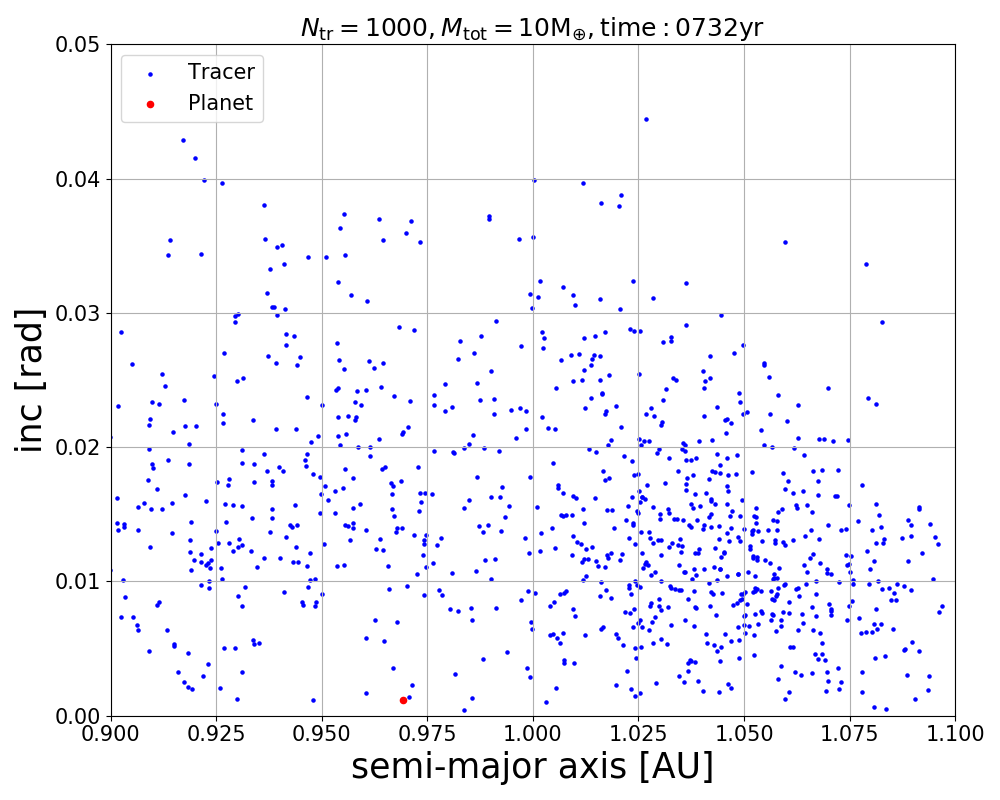 N_tr = 1000, M_tot = 10M_⊕, time : 0732yr
0.05
Tracer
Planet
0.04
0.03
inc [rad]
0.02
0.01
0.00
0.900 0.925 0.950 0.975 1.000 1.025 1.050 1.075 1.100
semi-major axis [AU]